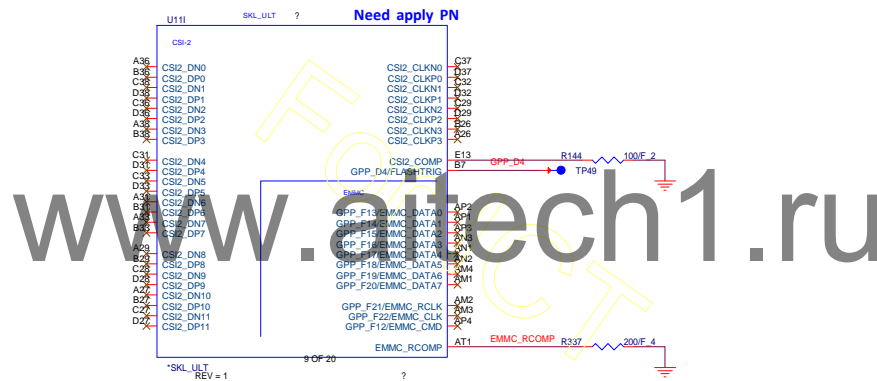 U11I
SKL_ULT
?
Need apply PN
CSI-2
A36 CSI2_DN0
B36 CSI2_DP0
C38 CSI2_DN1
D38 CSI2_DP1
C36 CSI2_DN2
D36 CSI2_DP2
A38 CSI2_DN3
B38 CSI2_DP3
CSI2_CLKN0 C37
CSI2_CLKP0 D37
CSI2_CLKN1 C32
CSI2_CLKP1 D32
CSI2_CLKN2 C29
CSI2_CLKP2 D29
CSI2_CLKN3 B26
CSI2_CLKP3 A26
C31 CSI2_DN4
D31 CSI2_DP4
C33 CSI2_DN5
D33 CSI2_DP5
A31 CSI2_DN6
B31 CSI2_DP6
A33 CSI2_DN7
B33 CSI2_DP7
CSI2_COMP E13 R144 100/F_2
GPP_D4/FLASHTRIG B7 GPP_D4 TP49
EMMC
A29 CSI2_DN8
B29 CSI2_DP8
C28 CSI2_DN9
D28 CSI2_DP9
A27 CSI2_DN10
B27 CSI2_DP10
C27 CSI2_DN11
D27 CSI2_DP11
GPP_F13/EMMC_DATA0 AP2
GPP_F14/EMMC_DATA1 AP1
GPP_F15/EMMC_DATA2 AP3
GPP_F16/EMMC_DATA3 AN3
GPP_F17/EMMC_DATA4 AN1
GPP_F18/EMMC_DATA5 AN2
GPP_F19/EMMC_DATA6 AM4
GPP_F20/EMMC_DATA7 AM1
GPP_F21/EMMC_RCLK AM2
GPP_F22/EMMC_CLK AM3
GPP_F12/EMMC_CMD AP4
EMMC_RCOMP AT1 EMMC_RCOMP R337 200/F_4
9 OF 20
*SKL_ULT
REV = 1
?
www.aitech1.ru